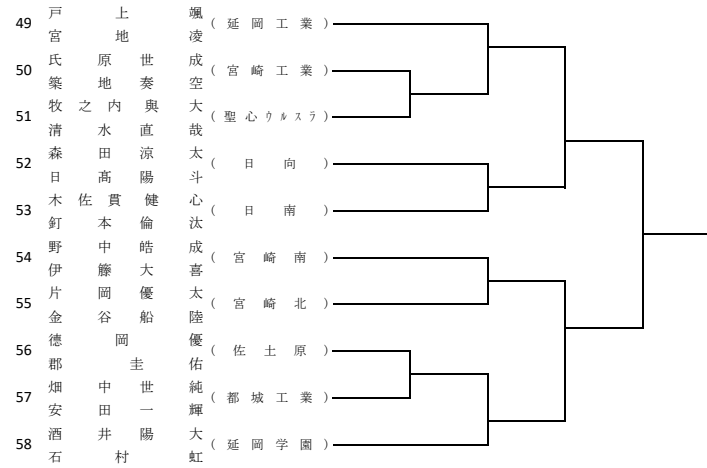 戸上颯
49 (延岡工業)
宮地凌
氏原世成
50 (宮崎工業)
築地奏空
牧之内與大
51 (聖心ウルスラ)
清水直哉
森田涼太
52 (日向)
日髙陽斗
木佐貫健心
53 (日南)
釘本倫汰
野中皓成
54 (宮崎南)
伊籐大喜
片岡優太
55 (宮崎北)
金谷船陸
德岡優
56 (佐土原)
郡圭佑
畑中世純
57 (都城工業)
安田一輝
酒井陽大
58 (延岡学園)
石村虹